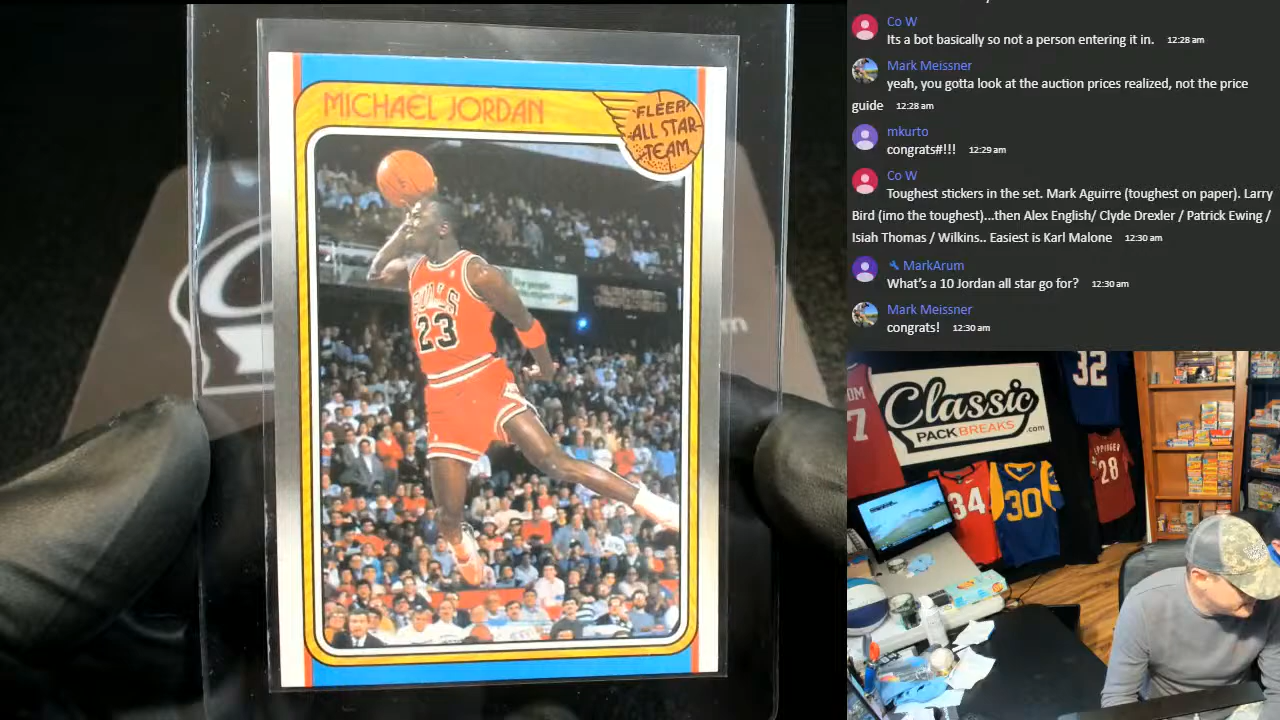 Co W
Its a bot basically so not a person entering it in. 12:28 am
Mark Meissner
yeah, you gotta look at the auction prices realized, not the price
guide 12:28 am
mkurto
congrats#!!! 12:29 am
Co W
Toughest stickers in the set. Mark Aguirre (toughest on paper). Larry
Bird (imo the toughest)...then Alex English/ Clyde Drexler / Patrick Ewing /
Isiah Thomas / Wilkins.. Easiest is Karl Malone 12:30 am
MarkArum
What's a 10 Jordan all star go for? 12:30 am
Mark Meissner
congrats! 12:30 am
MICHAEL JORDAN
FLEER
ALL STAR
TEAM
BULLS
23
Classic
PACK BREAKS .com
32
7
34
30
28